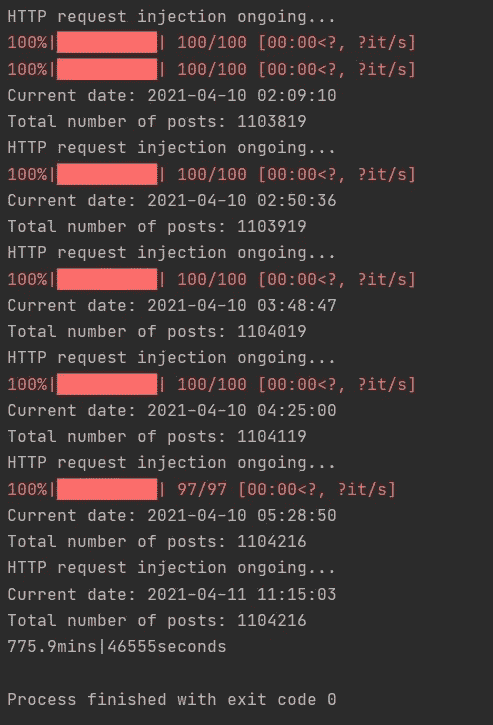 HTTP request injection ongoing...
100%|██████████| 100/100 [00:00<?, ?it/s]
100%|██████████| 100/100 [00:00<?, ?it/s]
Current date: 2021-04-10 02:09:10
Total number of posts: 1103819
HTTP request injection ongoing...
100%|██████████| 100/100 [00:00<?, ?it/s]
Current date: 2021-04-10 02:50:36
Total number of posts: 1103919
HTTP request injection ongoing...
100%|██████████| 100/100 [00:00<?, ?it/s]
Current date: 2021-04-10 03:48:47
Total number of posts: 1104019
HTTP request injection ongoing...
100%|██████████| 100/100 [00:00<?, ?it/s]
Current date: 2021-04-10 04:25:00
Total number of posts: 1104119
HTTP request injection ongoing...
100%|██████████| 97/97 [00:00<?, ?it/s]
Current date: 2021-04-10 05:28:50
Total number of posts: 1104216
HTTP request injection ongoing...
Current date: 2021-04-11 11:15:03
Total number of posts: 1104216
775.9mins|46555seconds
Process finished with exit code 0